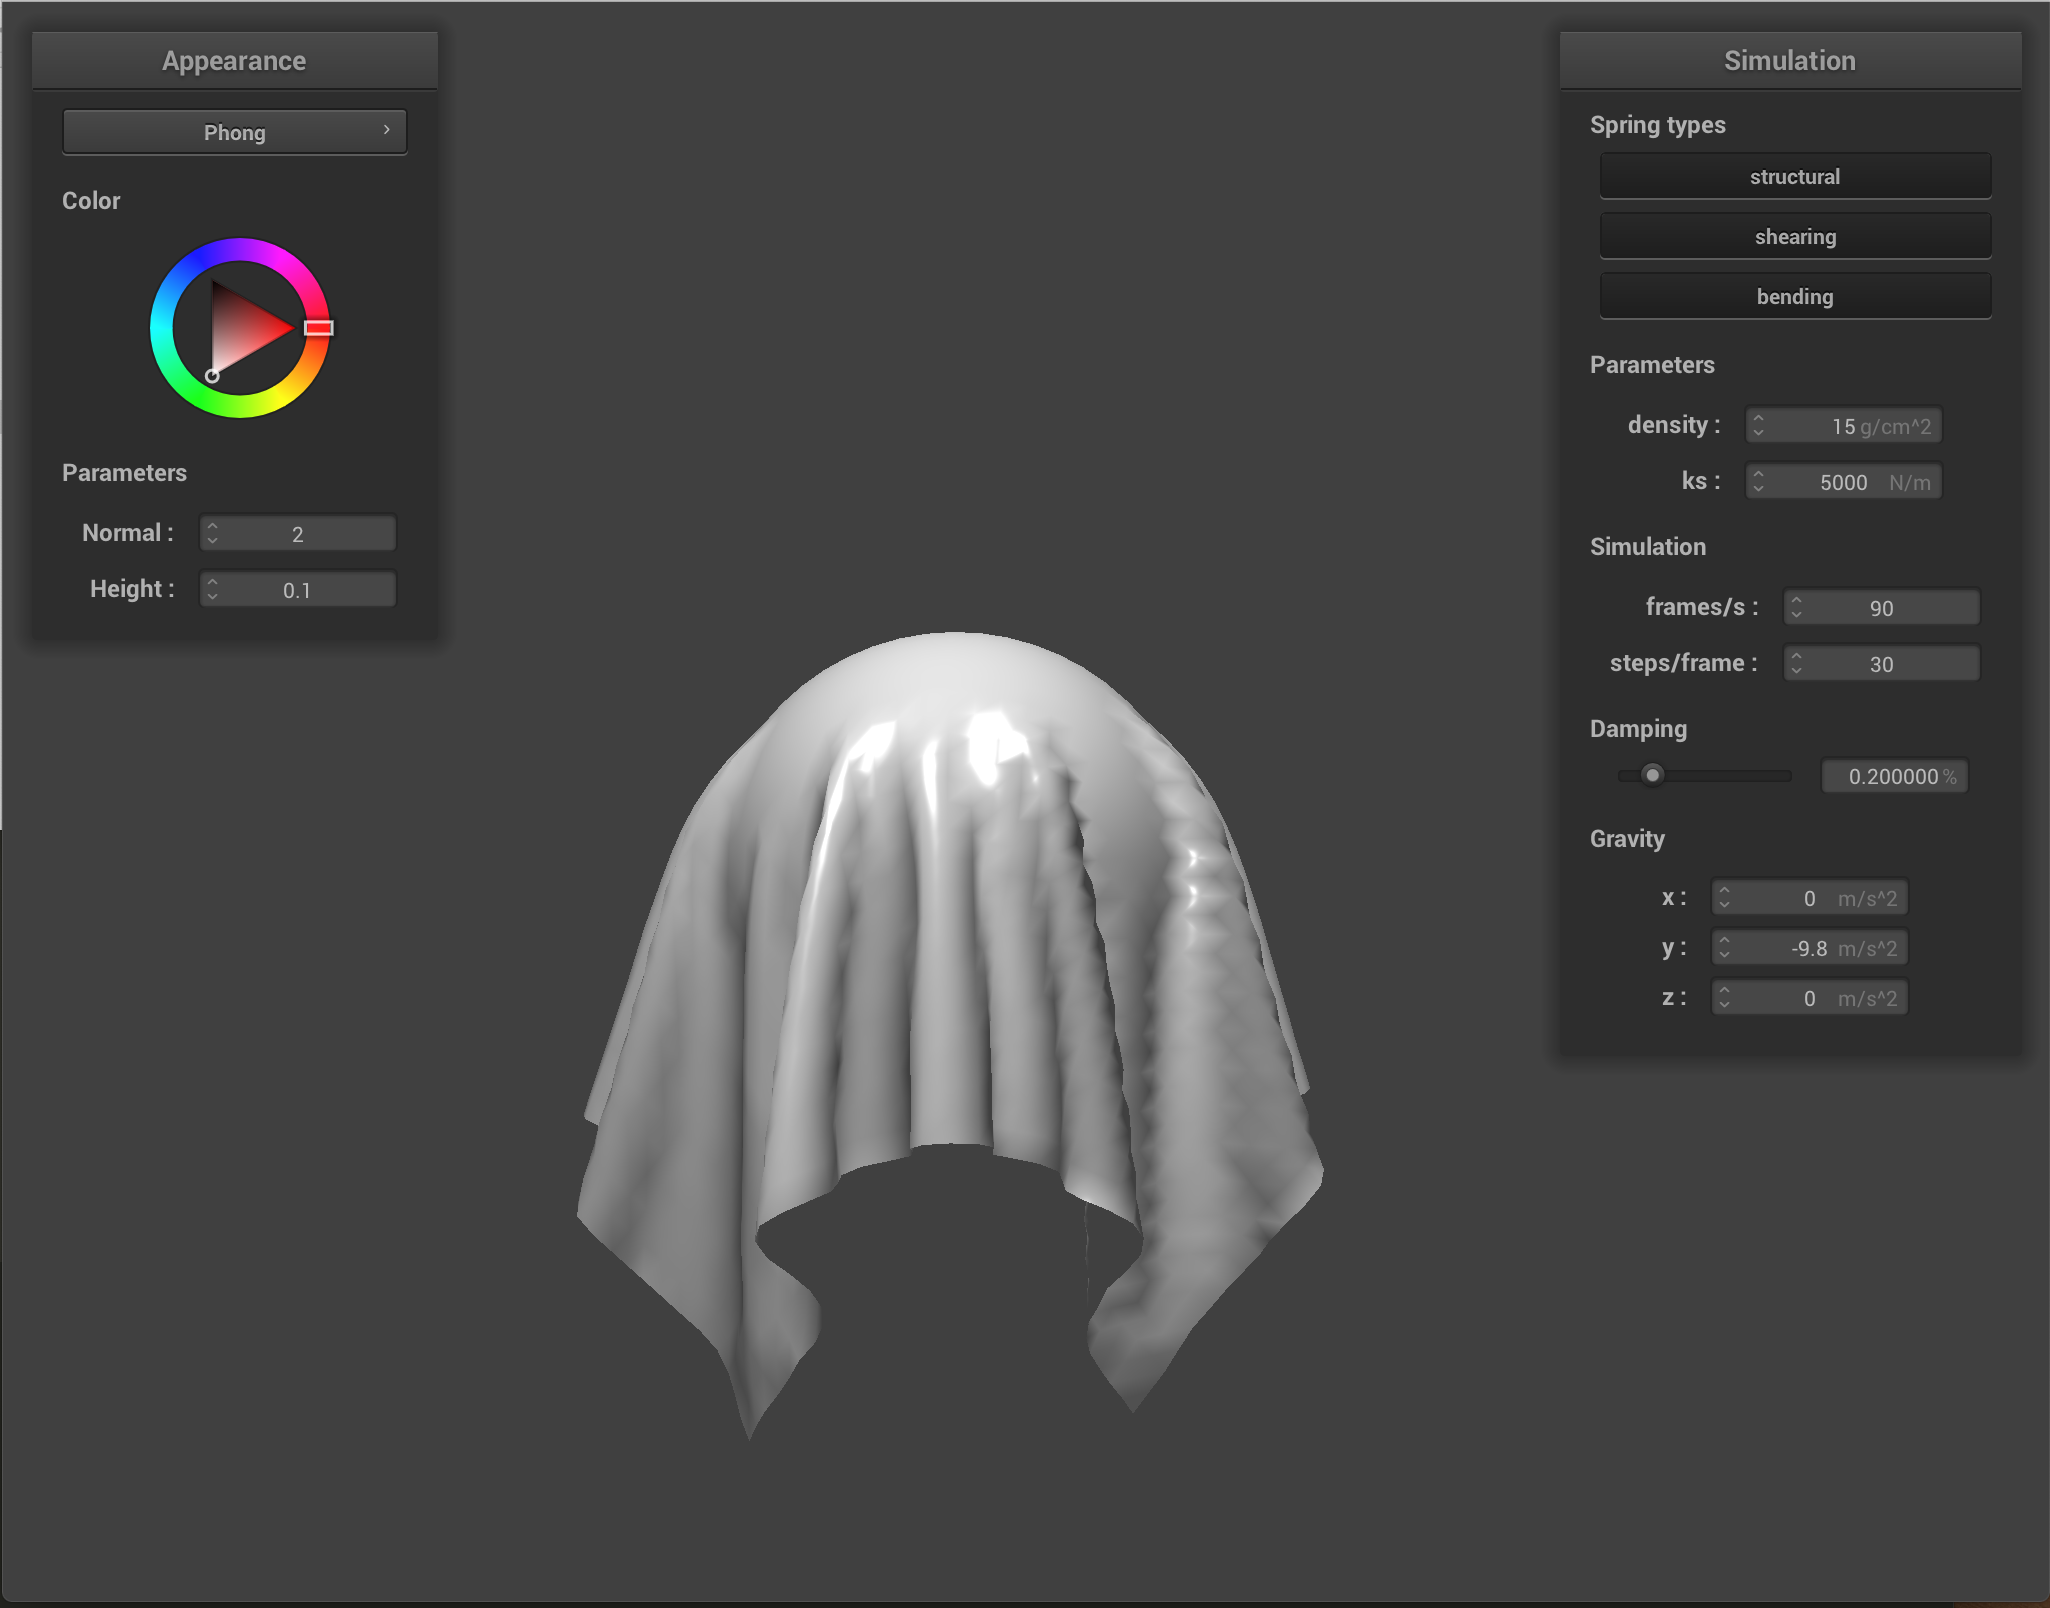 Appearance
Phong
Color
Parameters
Normal : 2
Height : 0.1
Simulation
Spring types
structural
shearing
bending
Parameters
density : 15 g/cm^2
ks : 5000 N/m
Simulation
frames/s : 90
steps/frame : 30
Damping
0.200000 %
Gravity
x : 0 m/s^2
y : -9.8 m/s^2
z : 0 m/s^2